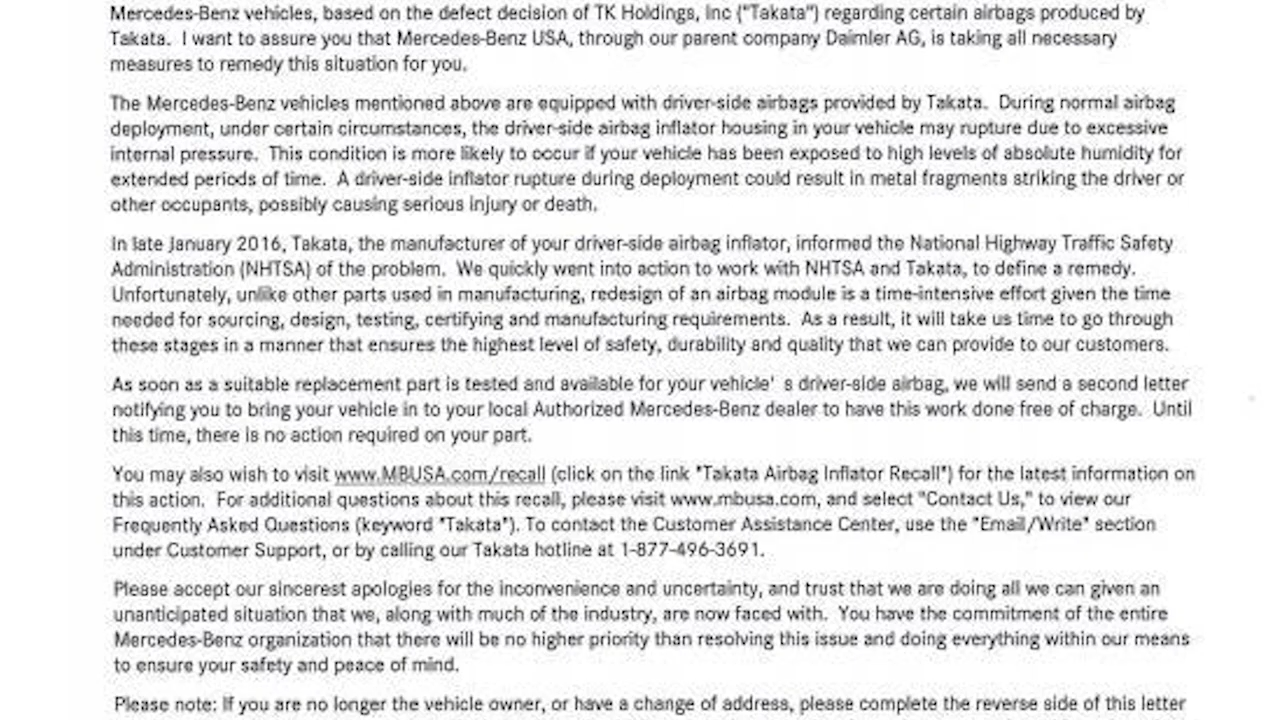 Mercedes-Benz vehicles, based on the defect decision of TK Holdings, Inc ("Takata") regarding certain airbags produced by
Takata.  I want to assure you that Mercedes-Benz USA, through our parent company Daimler AG, is taking all necessary
measures to remedy this situation for you.
The Mercedes-Benz vehicles mentioned above are equipped with driver-side airbags provided by Takata.  During normal airbag
deployment, under certain circumstances, the driver-side airbag inflator housing in your vehicle may rupture due to excessive
internal pressure.  This condition is more likely to occur if your vehicle has been exposed to high levels of absolute humidity for
extended periods of time.  A driver-side inflator rupture during deployment could result in metal fragments striking the driver or
other occupants, possibly causing serious injury or death.
In late January 2016, Takata, the manufacturer of your driver-side airbag inflator, informed the National Highway Traffic Safety
Administration (NHTSA) of the problem.  We quickly went into action to work with NHTSA and Takata, to define a remedy.
Unfortunately, unlike other parts used in manufacturing, redesign of an airbag module is a time-intensive effort given the time
needed for sourcing, design, testing, certifying and manufacturing requirements.  As a result, it will take us time to go through
these stages in a manner that ensures the highest level of safety, durability and quality that we can provide to our customers.
As soon as a suitable replacement part is tested and available for your vehicle' s driver-side airbag, we will send a second letter
notifying you to bring your vehicle in to your local Authorized Mercedes-Benz dealer to have this work done free of charge.  Until
this time, there is no action required on your part.
You may also wish to visit www.MBUSA.com/recall (click on the link "Takata Airbag Inflator Recall") for the latest information on
this action.  For additional questions about this recall, please visit www.mbusa.com, and select "Contact Us," to view our
Frequently Asked Questions (keyword "Takata"). To contact the Customer Assistance Center, use the "Email/Write" section
under Customer Support, or by calling our Takata hotline at 1-877-496-3691.
Please accept our sincerest apologies for the inconvenience and uncertainty, and trust that we are doing all we can given an
unanticipated situation that we, along with much of the industry, are now faced with.  You have the commitment of the entire
Mercedes-Benz organization that there will be no higher priority than resolving this issue and doing everything within our means
to ensure your safety and peace of mind.
Please note: If you are no longer the vehicle owner, or have a change of address, please complete the reverse side of this letter